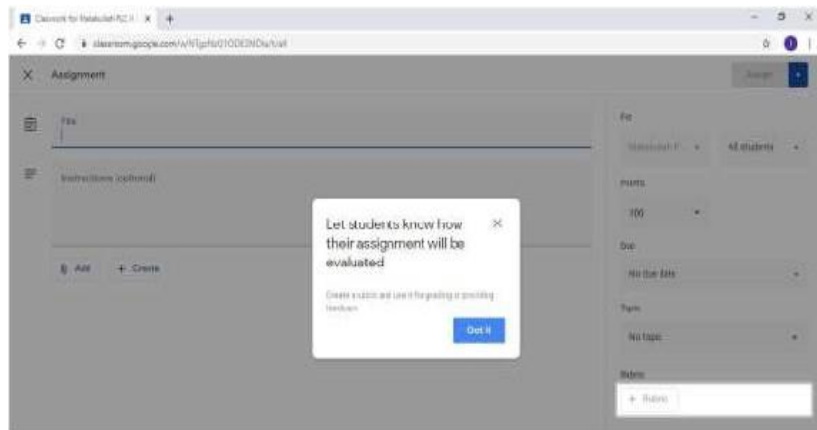 Classwork for
Assignment
Assign
Title
Instructions (optional)
Add
+ Create
For
All students
Points
100
Due
No due date
Topic
No topic
Rubric
+ Rubric
Let students know how
their assignment will be
evaluated
Create a rubric and use it for grading or providing
feedback
Got it